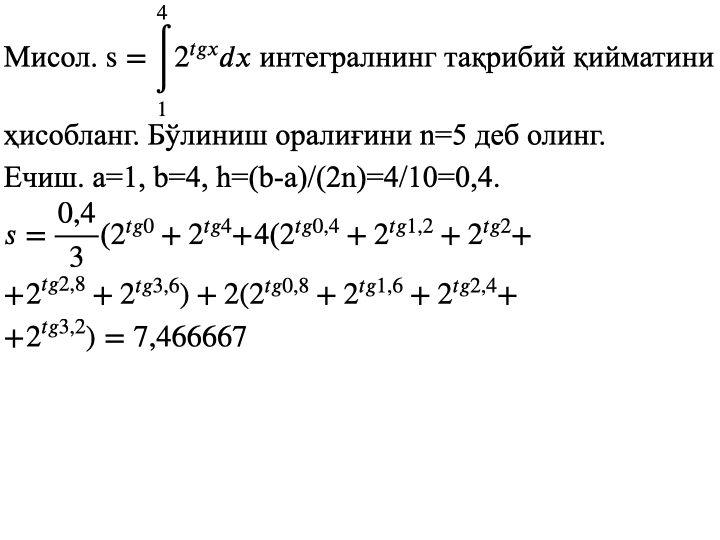 Мисол. s = ∫₁⁴ 2^{tgx}dx интегралнинг тақрибий қийматини
ҳисобланг. Бўлиниш оралиғини n=5 деб олинг.
Ечиш. a=1, b=4, h=(b-a)/(2n)=4/10=0,4.
s = 0,4/3 (2^{tg0} + 2^{tg4}+4(2^{tg0,4} + 2^{tg1,2} + 2^{tg2}+
+2^{tg2,8} + 2^{tg3,6}) + 2(2^{tg0,8} + 2^{tg1,6} + 2^{tg2,4}+
+2^{tg3,2}) = 7,466667